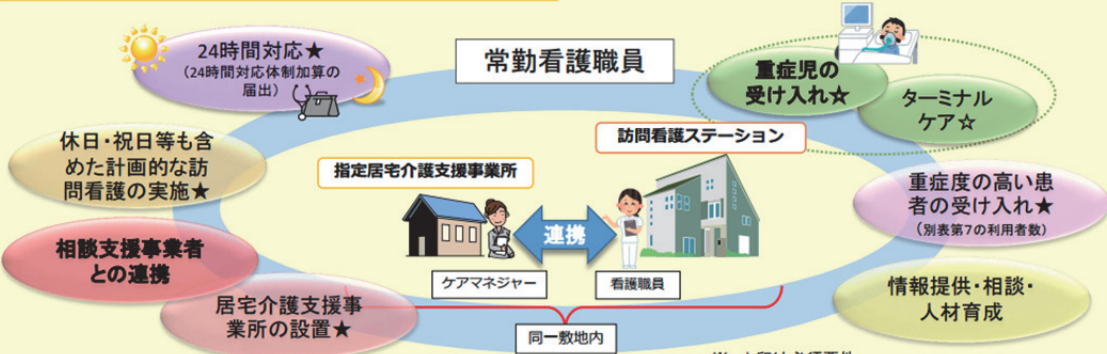 24時間対応★
(24時間対応体制加算の
届出)
常勤看護職員
重症児の
受け入れ☆
ターミナル
ケア☆
休日・祝日等も含
めた計画的な訪
問看護の実施★
指定居宅介護支援事業所
訪問看護ステーション
重症度の高い患
者の受け入れ★
(別表第7の利用者数)
連携
相談支援事業者
との連携
ケアマネジャー
看護職員
居宅介護支援事
業所の設置★
情報提供・相談・
人材育成
同一敷地内